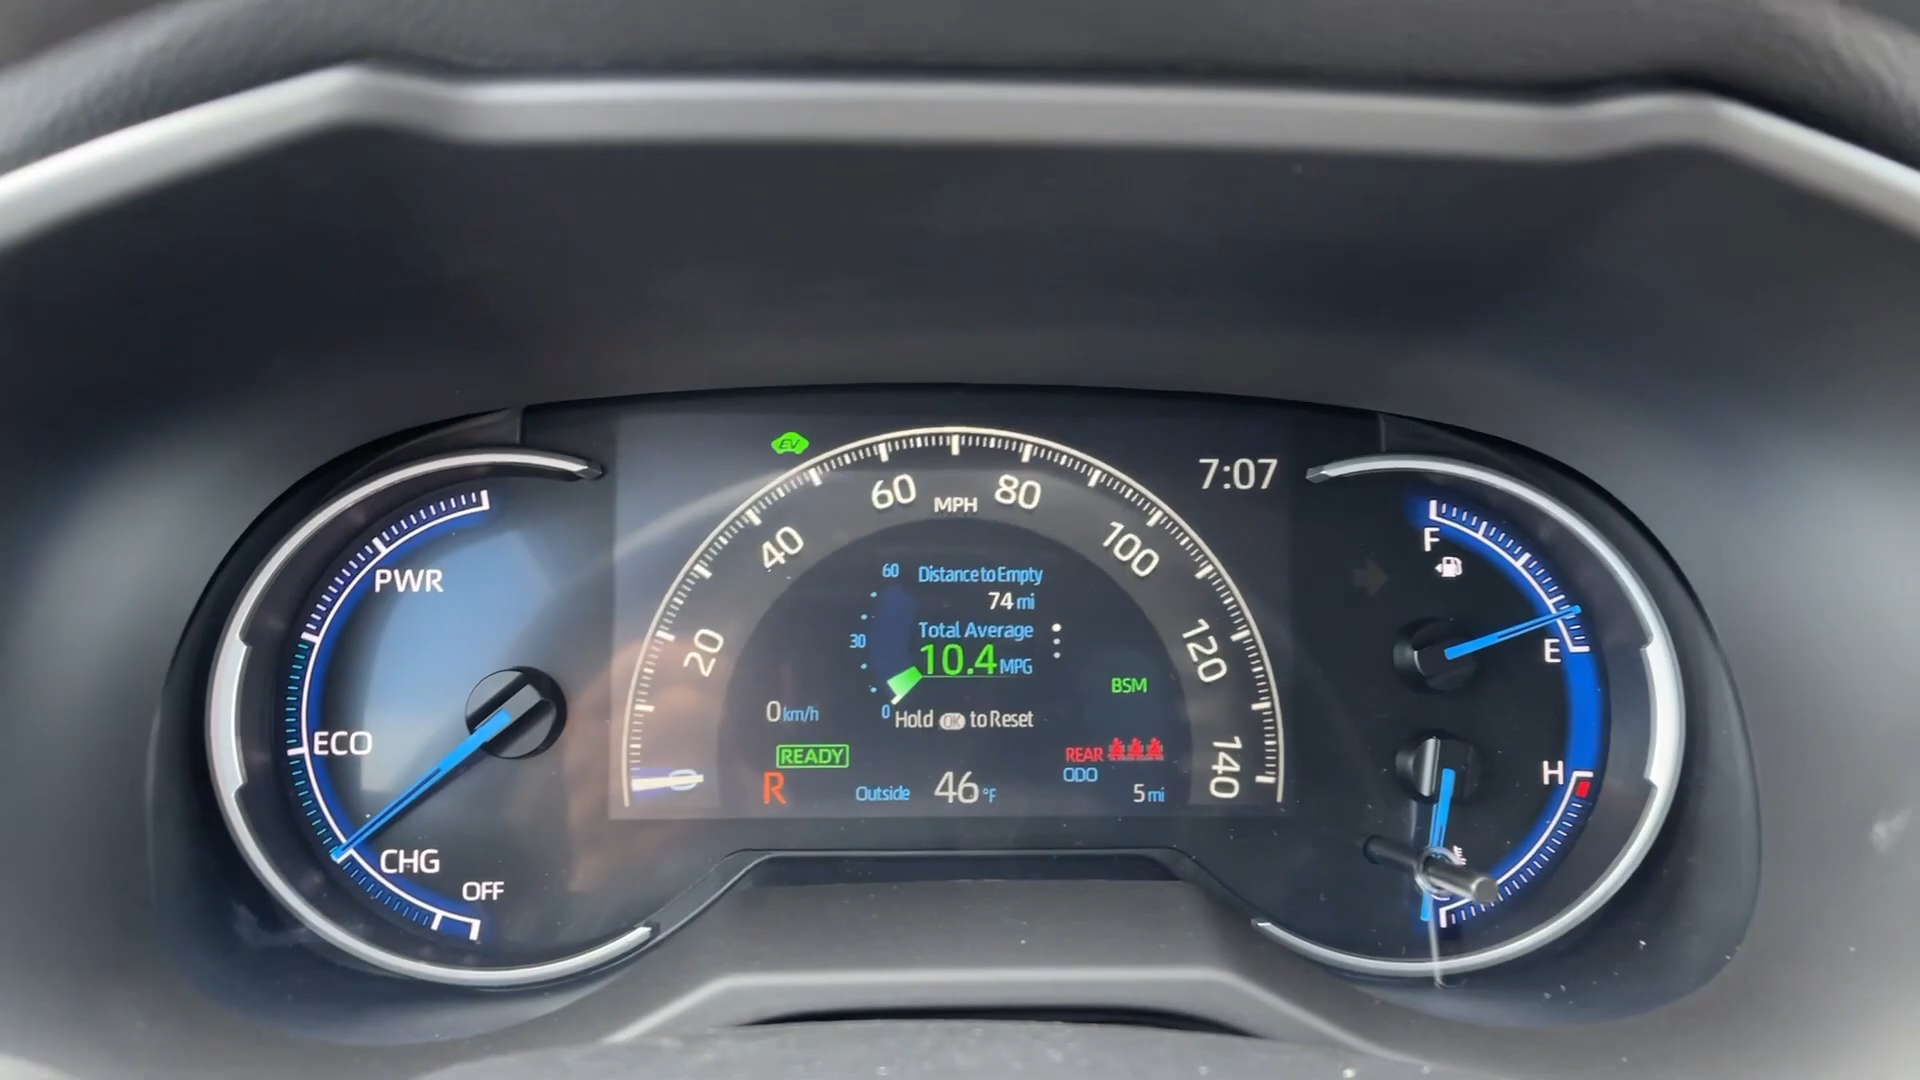 PWR
ECO
CHG
OFF
EV
7:07
20
40
60
MPH
80
100
120
140
60
30
0
Distance to Empty
74 mi
Total Average
10.4 MPG
Hold OK to Reset
BSM
0 km/h
READY
R
Outside 46 °F
REAR
ODO
5 mi
F
E
H